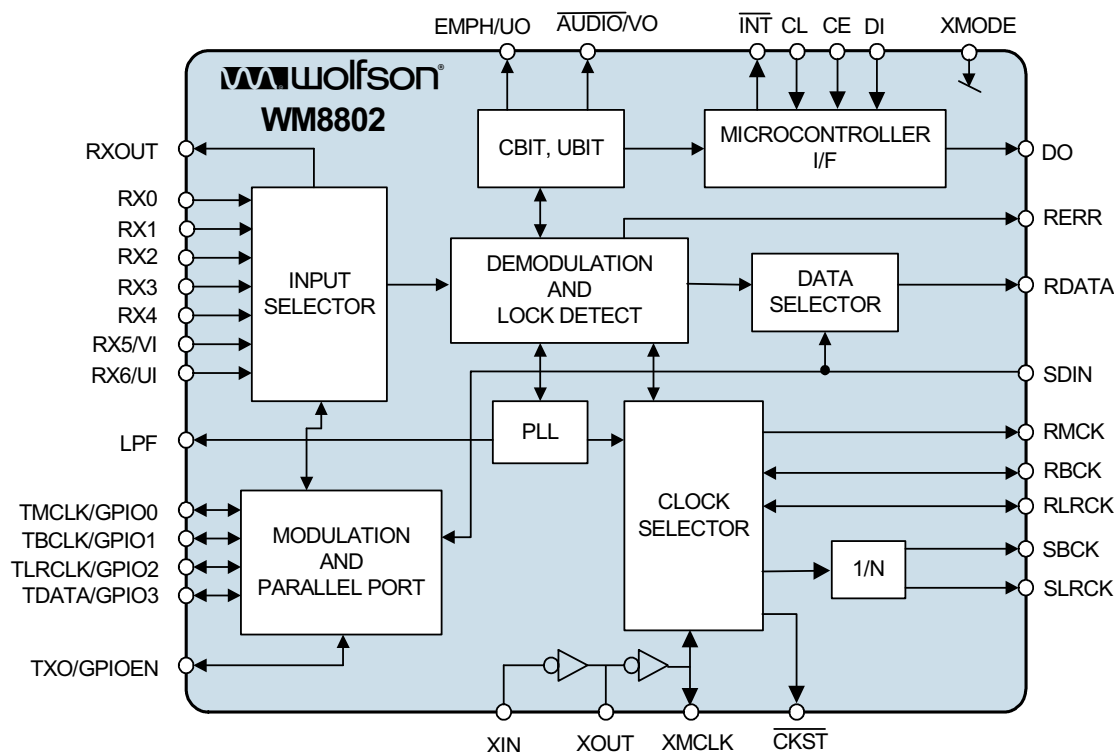 EMPH/UO
AUDIO/VO
INT
CL
CE
DI
XMODE
wolfson®
WM8802
RXOUT
CBIT, UBIT
MICROCONTROLLER
I/F
DO
RX0
RX1
RX2
RX3
RX4
RX5/VI
RX6/UI
INPUT
SELECTOR
DEMODULATION
AND
LOCK DETECT
DATA
SELECTOR
RERR
RDATA
SDIN
LPF
PLL
CLOCK
SELECTOR
RMCK
RBCK
RLRCK
SBCK
SLRCK
1/N
TMCLK/GPIO0
TBCLK/GPIO1
TLRCLK/GPIO2
TDATA/GPIO3
MODULATION
AND
PARALLEL PORT
TXO/GPIOEN
XIN
XOUT
XMCLK
CKST